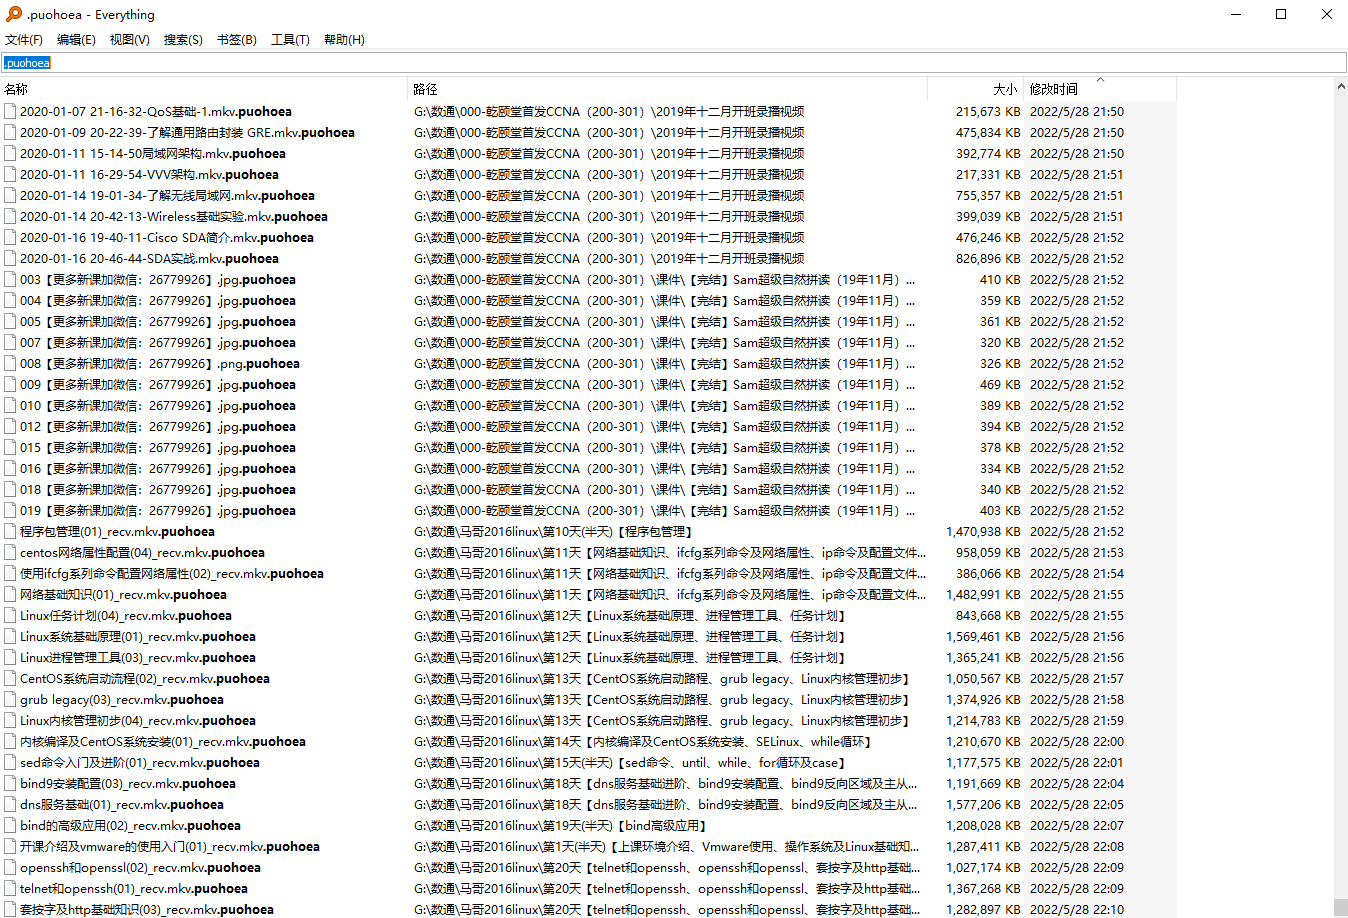 .puohoea - Everything
文件(F) 编辑(E) 视图(V) 搜索(S) 书签(B) 工具(T) 帮助(H)
.puohoea
名称 路径 大小 修改时间
2020-01-07 21-16-32-QoS基础-1.mkv.puohoea G:\数通\000-乾颐堂首发CCNA（200-301）\2019年十二月开班录播视频 215,673 KB 2022/5/28 21:50
2020-01-09 20-22-39-了解通用路由封装 GRE.mkv.puohoea G:\数通\000-乾颐堂首发CCNA（200-301）\2019年十二月开班录播视频 475,834 KB 2022/5/28 21:50
2020-01-11 15-14-50局域网架构.mkv.puohoea G:\数通\000-乾颐堂首发CCNA（200-301）\2019年十二月开班录播视频 392,774 KB 2022/5/28 21:50
2020-01-11 16-29-54-VVV架构.mkv.puohoea G:\数通\000-乾颐堂首发CCNA（200-301）\2019年十二月开班录播视频 217,331 KB 2022/5/28 21:51
2020-01-14 19-01-34-了解无线局域网.mkv.puohoea G:\数通\000-乾颐堂首发CCNA（200-301）\2019年十二月开班录播视频 755,357 KB 2022/5/28 21:51
2020-01-14 20-42-13-Wireless基础实验.mkv.puohoea G:\数通\000-乾颐堂首发CCNA（200-301）\2019年十二月开班录播视频 399,039 KB 2022/5/28 21:51
2020-01-16 19-40-11-Cisco SDA简介.mkv.puohoea G:\数通\000-乾颐堂首发CCNA（200-301）\2019年十二月开班录播视频 476,246 KB 2022/5/28 21:52
2020-01-16 20-46-44-SDA实战.mkv.puohoea G:\数通\000-乾颐堂首发CCNA（200-301）\2019年十二月开班录播视频 826,896 KB 2022/5/28 21:52
003【更多新课加微信：26779926】.jpg.puohoea G:\数通\000-乾颐堂首发CCNA（200-301）\课件\【完结】Sam超级自然拼读（19年11月）... 410 KB 2022/5/28 21:52
004【更多新课加微信：26779926】.jpg.puohoea G:\数通\000-乾颐堂首发CCNA（200-301）\课件\【完结】Sam超级自然拼读（19年11月）... 359 KB 2022/5/28 21:52
005【更多新课加微信：26779926】.jpg.puohoea G:\数通\000-乾颐堂首发CCNA（200-301）\课件\【完结】Sam超级自然拼读（19年11月）... 361 KB 2022/5/28 21:52
007【更多新课加微信：26779926】.jpg.puohoea G:\数通\000-乾颐堂首发CCNA（200-301）\课件\【完结】Sam超级自然拼读（19年11月）... 320 KB 2022/5/28 21:52
008【更多新课加微信：26779926】.png.puohoea G:\数通\000-乾颐堂首发CCNA（200-301）\课件\【完结】Sam超级自然拼读（19年11月）... 326 KB 2022/5/28 21:52
009【更多新课加微信：26779926】.jpg.puohoea G:\数通\000-乾颐堂首发CCNA（200-301）\课件\【完结】Sam超级自然拼读（19年11月）... 469 KB 2022/5/28 21:52
010【更多新课加微信：26779926】.jpg.puohoea G:\数通\000-乾颐堂首发CCNA（200-301）\课件\【完结】Sam超级自然拼读（19年11月）... 389 KB 2022/5/28 21:52
012【更多新课加微信：26779926】.jpg.puohoea G:\数通\000-乾颐堂首发CCNA（200-301）\课件\【完结】Sam超级自然拼读（19年11月）... 394 KB 2022/5/28 21:52
015【更多新课加微信：26779926】.jpg.puohoea G:\数通\000-乾颐堂首发CCNA（200-301）\课件\【完结】Sam超级自然拼读（19年11月）... 378 KB 2022/5/28 21:52
016【更多新课加微信：26779926】.jpg.puohoea G:\数通\000-乾颐堂首发CCNA（200-301）\课件\【完结】Sam超级自然拼读（19年11月）... 334 KB 2022/5/28 21:52
018【更多新课加微信：26779926】.jpg.puohoea G:\数通\000-乾颐堂首发CCNA（200-301）\课件\【完结】Sam超级自然拼读（19年11月）... 340 KB 2022/5/28 21:52
019【更多新课加微信：26779926】.jpg.puohoea G:\数通\000-乾颐堂首发CCNA（200-301）\课件\【完结】Sam超级自然拼读（19年11月）... 403 KB 2022/5/28 21:52
程序包管理(01)_recv.mkv.puohoea G:\数通\马哥2016linux\第10天(半天)【程序包管理】 1,470,938 KB 2022/5/28 21:52
centos网络属性配置(04)_recv.mkv.puohoea G:\数通\马哥2016linux\第11天【网络基础知识、ifcfg系列命令及网络属性、ip命令及配置文件... 958,059 KB 2022/5/28 21:53
使用ifcfg系列命令配置网络属性(02)_recv.mkv.puohoea G:\数通\马哥2016linux\第11天【网络基础知识、ifcfg系列命令及网络属性、ip命令及配置文件... 386,066 KB 2022/5/28 21:54
网络基础知识(01)_recv.mkv.puohoea G:\数通\马哥2016linux\第11天【网络基础知识、ifcfg系列命令及网络属性、ip命令及配置文件... 1,482,991 KB 2022/5/28 21:55
Linux任务计划(04)_recv.mkv.puohoea G:\数通\马哥2016linux\第12天【Linux系统基础原理、进程管理工具、任务计划】 843,668 KB 2022/5/28 21:55
Linux系统基础原理(01)_recv.mkv.puohoea G:\数通\马哥2016linux\第12天【Linux系统基础原理、进程管理工具、任务计划】 1,569,461 KB 2022/5/28 21:56
Linux进程管理工具(03)_recv.mkv.puohoea G:\数通\马哥2016linux\第12天【Linux系统基础原理、进程管理工具、任务计划】 1,365,241 KB 2022/5/28 21:56
CentOS系统启动流程(02)_recv.mkv.puohoea G:\数通\马哥2016linux\第13天【CentOS系统启动路程、grub legacy、Linux内核管理初步】 1,050,567 KB 2022/5/28 21:57
grub legacy(03)_recv.mkv.puohoea G:\数通\马哥2016linux\第13天【CentOS系统启动路程、grub legacy、Linux内核管理初步】 1,374,926 KB 2022/5/28 21:58
Linux内核管理初步(04)_recv.mkv.puohoea G:\数通\马哥2016linux\第13天【CentOS系统启动路程、grub legacy、Linux内核管理初步】 1,214,783 KB 2022/5/28 21:59
内核编译及CentOS系统安装(01)_recv.mkv.puohoea G:\数通\马哥2016linux\第14天【内核编译及CentOS系统安装、SELinux、while循环】 1,210,670 KB 2022/5/28 22:00
sed命令入门及进阶(01)_recv.mkv.puohoea G:\数通\马哥2016linux\第15天(半天)【sed命令、until、while、for循环及case】 1,177,575 KB 2022/5/28 22:01
bind9安装配置(03)_recv.mkv.puohoea G:\数通\马哥2016linux\第18天【dns服务基础进阶、bind9安装配置、bind9反向区域及主从... 1,191,669 KB 2022/5/28 22:04
dns服务基础(01)_recv.mkv.puohoea G:\数通\马哥2016linux\第18天【dns服务基础进阶、bind9安装配置、bind9反向区域及主从... 1,577,206 KB 2022/5/28 22:05
bind的高级应用(02)_recv.mkv.puohoea G:\数通\马哥2016linux\第19天(半天)【bind高级应用】 1,208,028 KB 2022/5/28 22:07
开课介绍及vmware的使用入门(01)_recv.mkv.puohoea G:\数通\马哥2016linux\第1天(半天)【上课环境介绍、Vmware使用、操作系统及Linux基础知... 1,287,411 KB 2022/5/28 22:08
openssh和openssl(02)_recv.mkv.puohoea G:\数通\马哥2016linux\第20天【telnet和openssh、openssh和openssl、套按字及http基础... 1,027,174 KB 2022/5/28 22:09
telnet和openssh(01)_recv.mkv.puohoea G:\数通\马哥2016linux\第20天【telnet和openssh、openssh和openssl、套按字及http基础... 1,367,268 KB 2022/5/28 22:09
套按字及http基础知识(03)_recv.mkv.puohoea G:\数通\马哥2016linux\第20天【telnet和openssh、openssh和openssl、套按字及http基础... 1,282,897 KB 2022/5/28 22:10